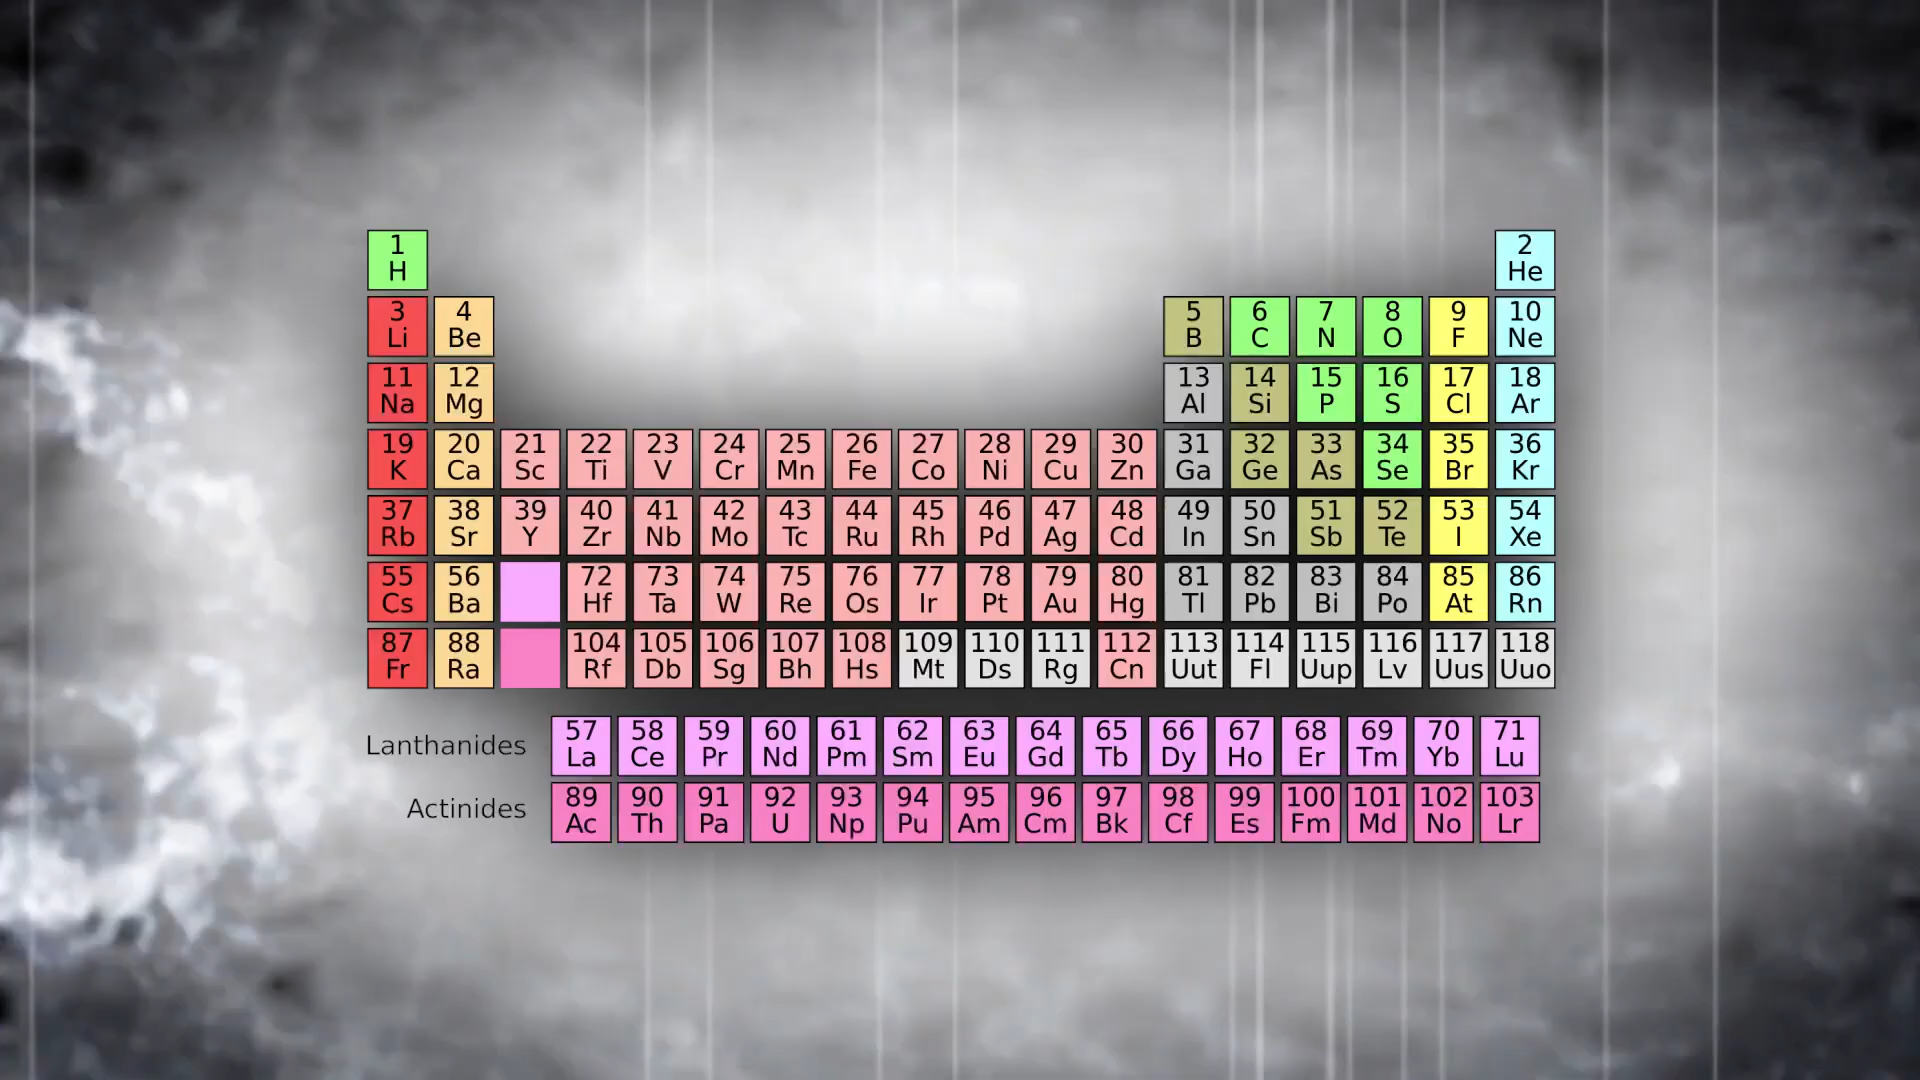 1 2
H He
3 4 5 6 7 8 9 10
Li Be B C N O F Ne
11 12 13 14 15 16 17 18
Na Mg Al Si P S Cl Ar
19 20 21 22 23 24 25 26 27 28 29 30 31 32 33 34 35 36
K Ca Sc Ti V Cr Mn Fe Co Ni Cu Zn Ga Ge As Se Br Kr
37 38 39 40 41 42 43 44 45 46 47 48 49 50 51 52 53 54
Rb Sr Y Zr Nb Mo Tc Ru Rh Pd Ag Cd In Sn Sb Te I Xe
55 56 72 73 74 75 76 77 78 79 80 81 82 83 84 85 86
Cs Ba Hf Ta W Re Os Ir Pt Au Hg Tl Pb Bi Po At Rn
87 88 104 105 106 107 108 109 110 111 112 113 114 115 116 117 118
Fr Ra Rf Db Sg Bh Hs Mt Ds Rg Cn Uut Fl Uup Lv Uus Uuo
57 58 59 60 61 62 63 64 65 66 67 68 69 70 71
Lanthanides La Ce Pr Nd Pm Sm Eu Gd Tb Dy Ho Er Tm Yb Lu
89 90 91 92 93 94 95 96 97 98 99 100 101 102 103
Actinides Ac Th Pa U Np Pu Am Cm Bk Cf Es Fm Md No Lr